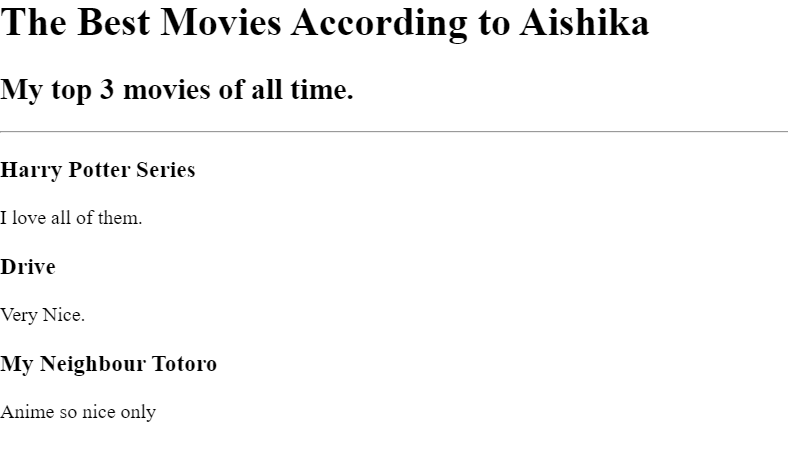 The Best Movies According to Aishika
My top 3 movies of all time.
Harry Potter Series
I love all of them.
Drive
Very Nice.
My Neighbour Totoro
Anime so nice only